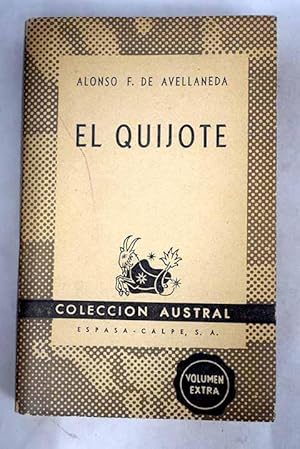 ALONSO F. DE AVELLANEDA
EL QUIJOTE
COLECCION AUSTRAL
ESPASA-CALPE, S. A.
VOLUMEN
EXTRA